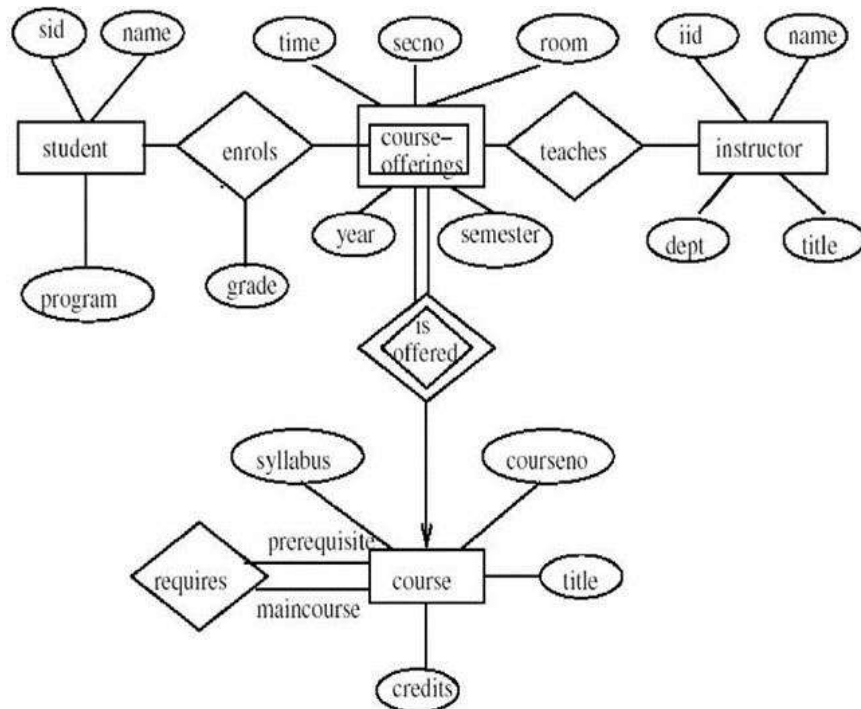 sid
name
time
secno
room
iid
name
student
enrols
course–
offerings
teaches
instructor
program
grade
year
semester
dept
title
is
offered
syllabus
courseno
prerequisite
requires
maincourse
course
title
credits